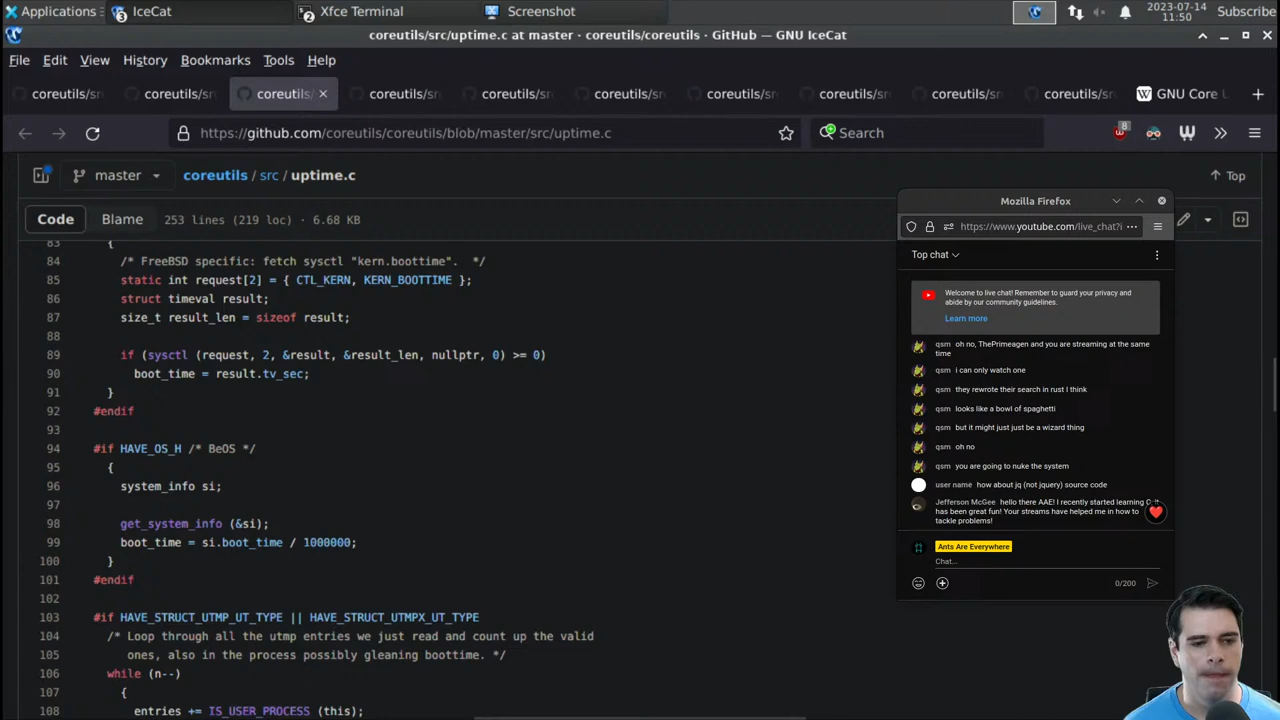 Applications
3 IceCat
2 Xfce Terminal
Screenshot
2023-07-14
11:50
Subscribe
coreutils/src/uptime.c at master · coreutils/coreutils · GitHub — GNU IceCat
File Edit View History Bookmarks Tools Help
coreutils/sr coreutils/sr coreutils/ coreutils/sr coreutils/sr coreutils/sr coreutils/sr coreutils/sr coreutils/sr coreutils/sr GNU Core U
https://github.com/coreutils/coreutils/blob/master/src/uptime.c
Search
8
master
coreutils / src / uptime.c
Top
Code Blame 253 lines (219 loc) · 6.68 KB
83 {
84 /* FreeBSD specific: fetch sysctl "kern.boottime". */
85 static int request[2] = { CTL_KERN, KERN_BOOTTIME };
86 struct timeval result;
87 size_t result_len = sizeof result;
88
89 if (sysctl (request, 2, &result, &result_len, nullptr, 0) >= 0)
90 boot_time = result.tv_sec;
91 }
92 #endif
93
94 #if HAVE_OS_H /* BeOS */
95 {
96 system_info si;
97
98 get_system_info (&si);
99 boot_time = si.boot_time / 1000000;
100 }
101 #endif
102
103 #if HAVE_STRUCT_UTMP_UT_TYPE || HAVE_STRUCT_UTMPX_UT_TYPE
104 /* Loop through all the utmp entries we just read and count up the valid
105 ones, also in the process possibly gleaning boottime. */
106 while (n--)
107 {
108 entries += IS_USER_PROCESS (this);
Mozilla Firefox
https://www.youtube.com/live_chat?i
Top chat
Welcome to live chat! Remember to guard your privacy and
abide by our community guidelines.
Learn more
qsm oh no, ThePrimeagen and you are streaming at the same
time
qsm i can only watch one
qsm they rewrote their search in rust I think
qsm looks like a bowl of spaghetti
qsm but it might just just be a wizard thing
qsm oh no
qsm you are going to nuke the system
user name how about jq (not jquery) source code
Jefferson McGee hello there AAE! I recently started learning C, it
has been great fun! Your streams have helped me in how to
tackle problems!
Ants Are Everywhere
Chat...
0/200